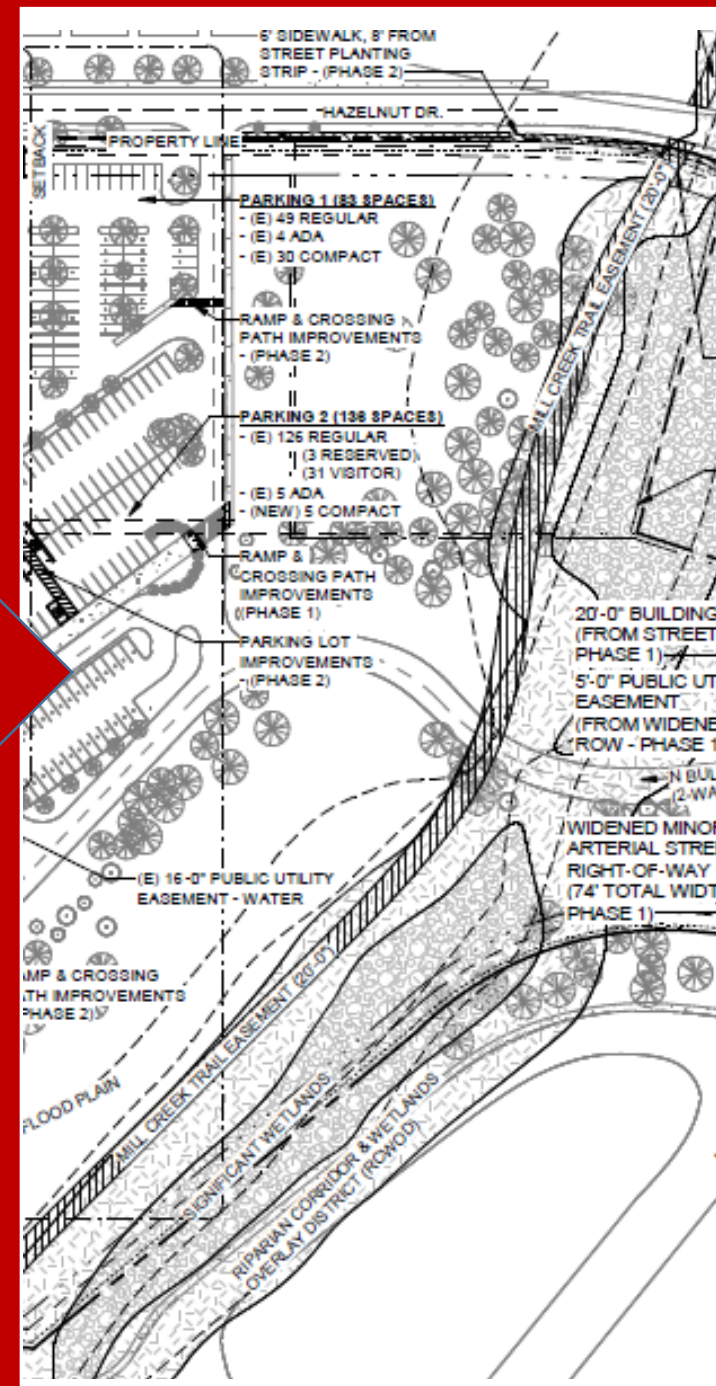 6' SIDEWALK, 8' FROM
STREET PLANTING
STRIP - (PHASE 2)
HAZELNUT DR.
SETBACK
PROPERTY LINE
PARKING 1 (83 SPACES)
- (E) 49 REGULAR
- (E) 4 ADA
- (E) 30 COMPACT
MILL CREEK TRAIL EASEMENT (20'-0")
RAMP & CROSSING
PATH IMPROVEMENTS
- (PHASE 2)
PARKING 2 (136 SPACES)
- (E) 126 REGULAR
(3 RESERVED)
(31 VISITOR)
- (E) 5 ADA
- (NEW) 5 COMPACT
RAMP &
CROSSING PATH
IMPROVEMENTS
(PHASE 1)
PARKING LOT
IMPROVEMENTS
- (PHASE 2)
20'-0" BUILDING
(FROM STREET
PHASE 1)
5'-0" PUBLIC UT
EASEMENT
(FROM WIDENE
ROW - PHASE 1
N BUL
(2-WA
WIDENED MINOR
ARTERIAL STREE
RIGHT-OF-WAY
(74' TOTAL WIDT
PHASE 1)
(E) 16'-0" PUBLIC UTILITY
EASEMENT - WATER
AMP & CROSSING
TH IMPROVEMENTS
PHASE 2)
FLOOD PLAIN
MILL CREEK TRAIL EASEMENT (20'-0")
SIGNIFICANT WETLANDS
RIPARIAN CORRIDOR & WETLANDS
OVERLAY DISTRICT (RCWOD)